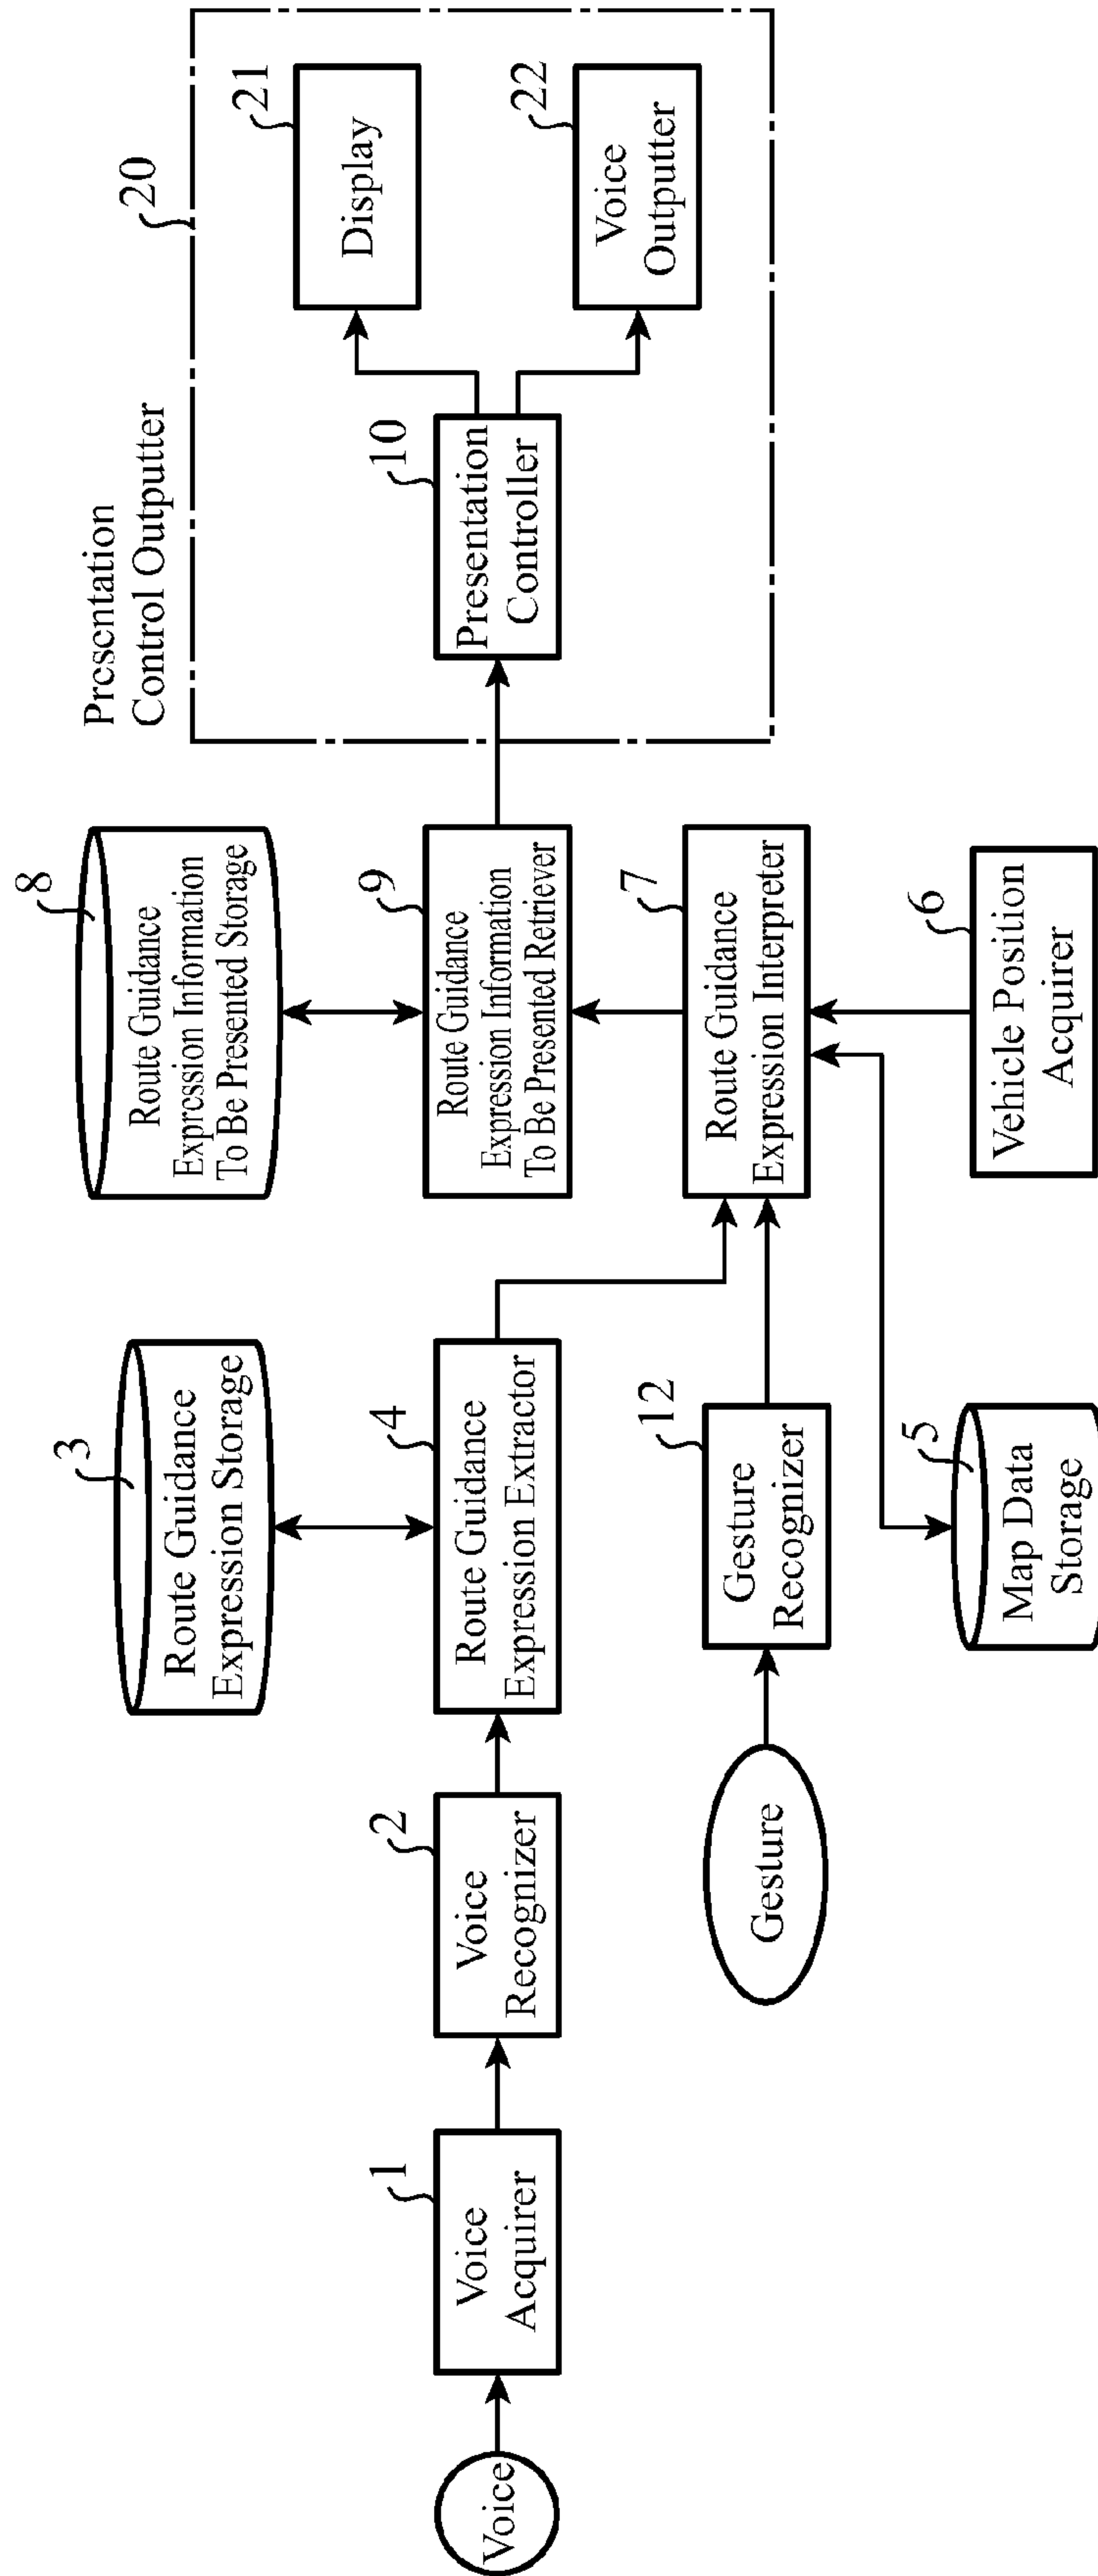 Voice
1
Voice
Acquirer
2
Voice
Recognizer
3
Route Guidance
Expression Storage
4
Route Guidance
Expression Extractor
Gesture
12
Gesture
Recognizer
5
Map Data
Storage
8
Route Guidance
Expression Information
To Be Presented Storage
9
Route Guidance
Expression Information
To Be Presented Retriever
7
Route Guidance
Expression Interpreter
6
Vehicle Position
Acquirer
Presentation
Control Outputter
20
10
Presentation
Controller
21
Display
22
Voice
Outputter